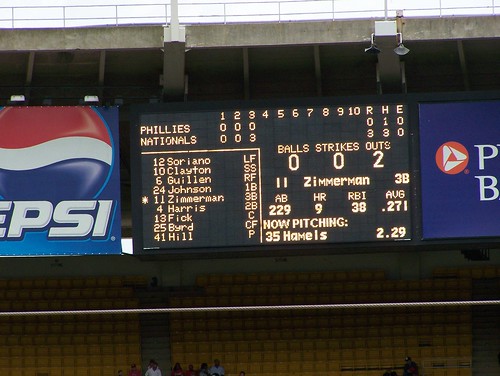 1 2 3 4 5 6 7 8 9 10 R H E
PHILLIES 0 0 0 0 1 0
NATIONALS 0 0 3 3 3 0
BALLS STRIKES OUTS
0 0 2
12 Soriano LF
10 Clayton SS
6 Guillen RF
24 Johnson 1B
* 11 Zimmerman 3B
4 Harris 2B
13 Fick C
25 Byrd CF
41 Hill P
11 Zimmerman 3B
AB HR RBI AVG
229 9 38 .271
NOW PITCHING:
35 Hamels 2.29
PEPSI